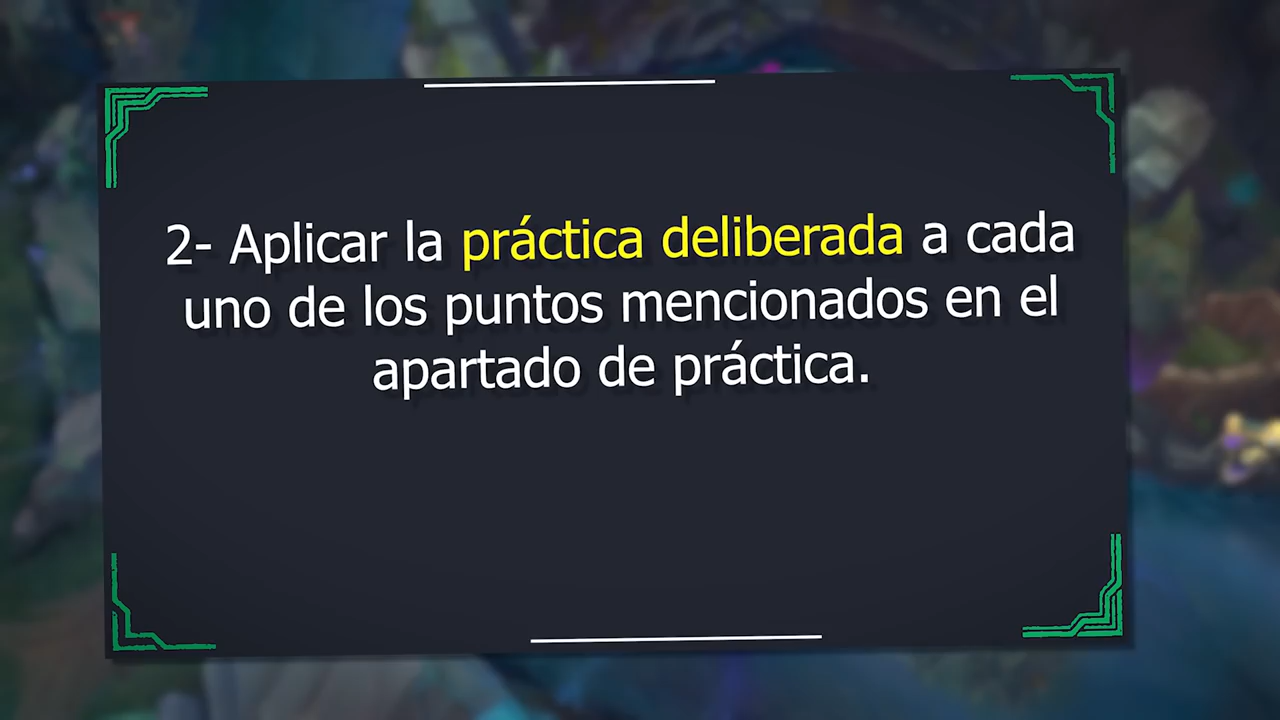 2- Aplicar la práctica deliberada a cada
uno de los puntos mencionados en el
apartado de práctica.